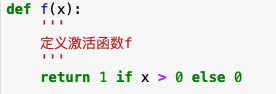 def f(x):
    '''
    定义激活函数f
    '''
    return 1 if x > 0 else 0